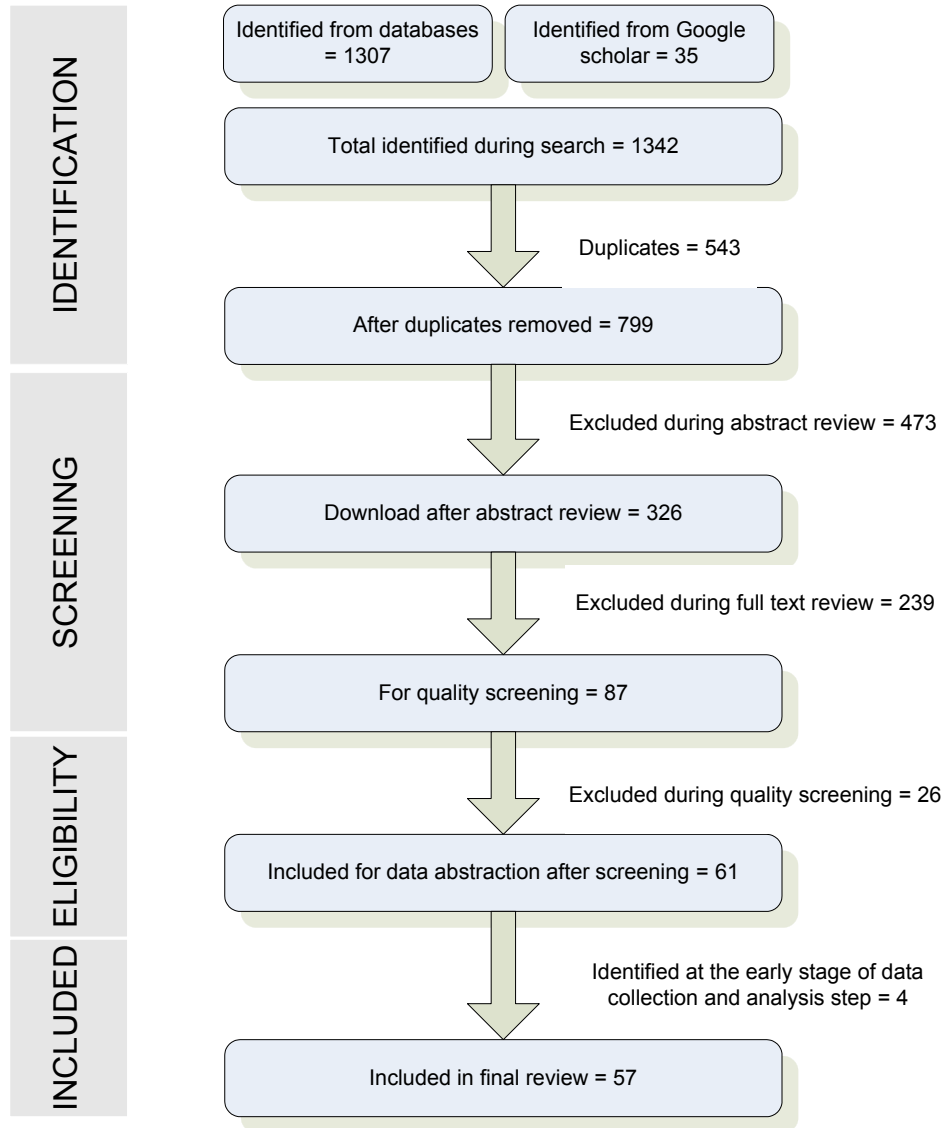 IDENTIFICATION
Identified from databases
= 1307
Identified from Google
scholar = 35
Total identified during search = 1342
Duplicates = 543
After duplicates removed = 799
SCREENING
Excluded during abstract review = 473
Download after abstract review = 326
Excluded during full text review = 239
For quality screening = 87
ELIGIBILITY
Excluded during quality screening = 26
Included for data abstraction after screening = 61
INCLUDED
Identified at the early stage of data
collection and analysis step = 4
Included in final review = 57